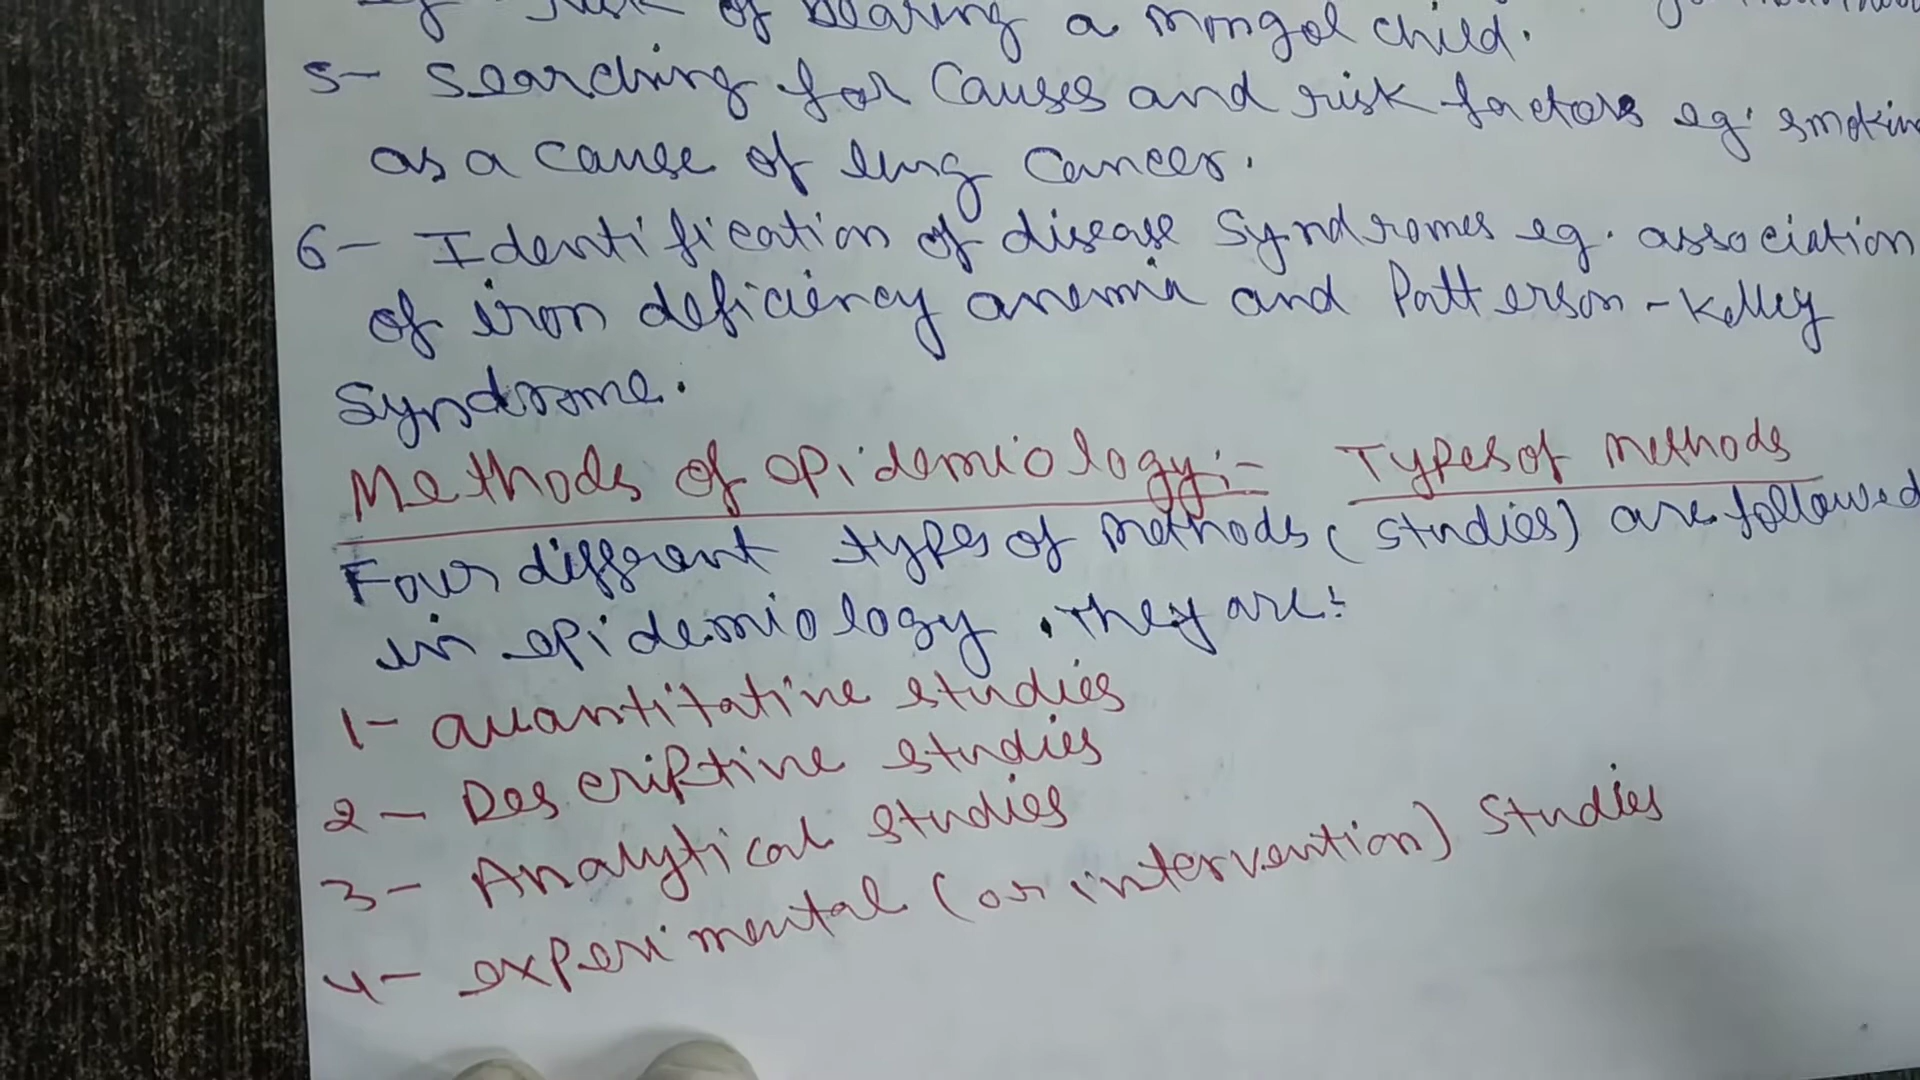 eg. risk of bearing a mongol child.
5- Searching for Causes and risk factors eg. smokin
as a cause of lung cancer.
6- Identification of disease Syndromes eg. association
of iron deficiency anemia and Patterson-Kelley
Syndrome.
Methods of epidemiology:- Types of methods
Four different types of methods (studies) are followed
in epidemiology. They are:
1- quantitative studies
2- Descriptive studies
3- Analytical studies
4- experimental (or intervention) Studies